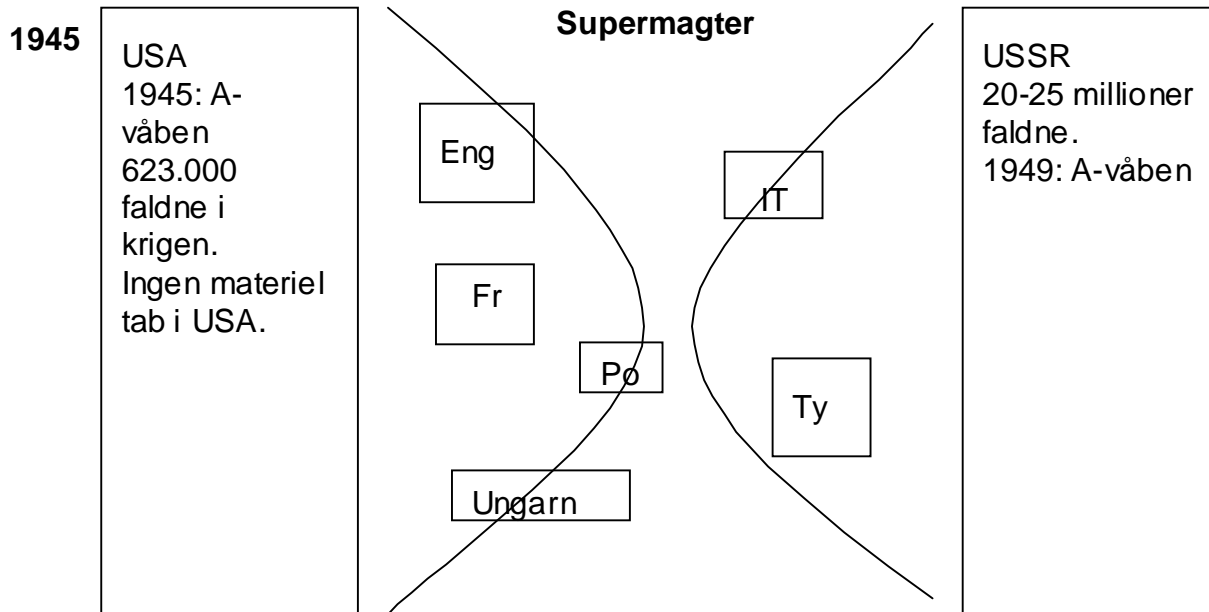 Supermagter
1945
USA
1945: A-
våben
623.000
faldne i
krigen.
Ingen materiel
tab i USA.
Eng
Fr
Po
Ungarn
IT
Ty
USSR
20-25 millioner
faldne.
1949: A-våben